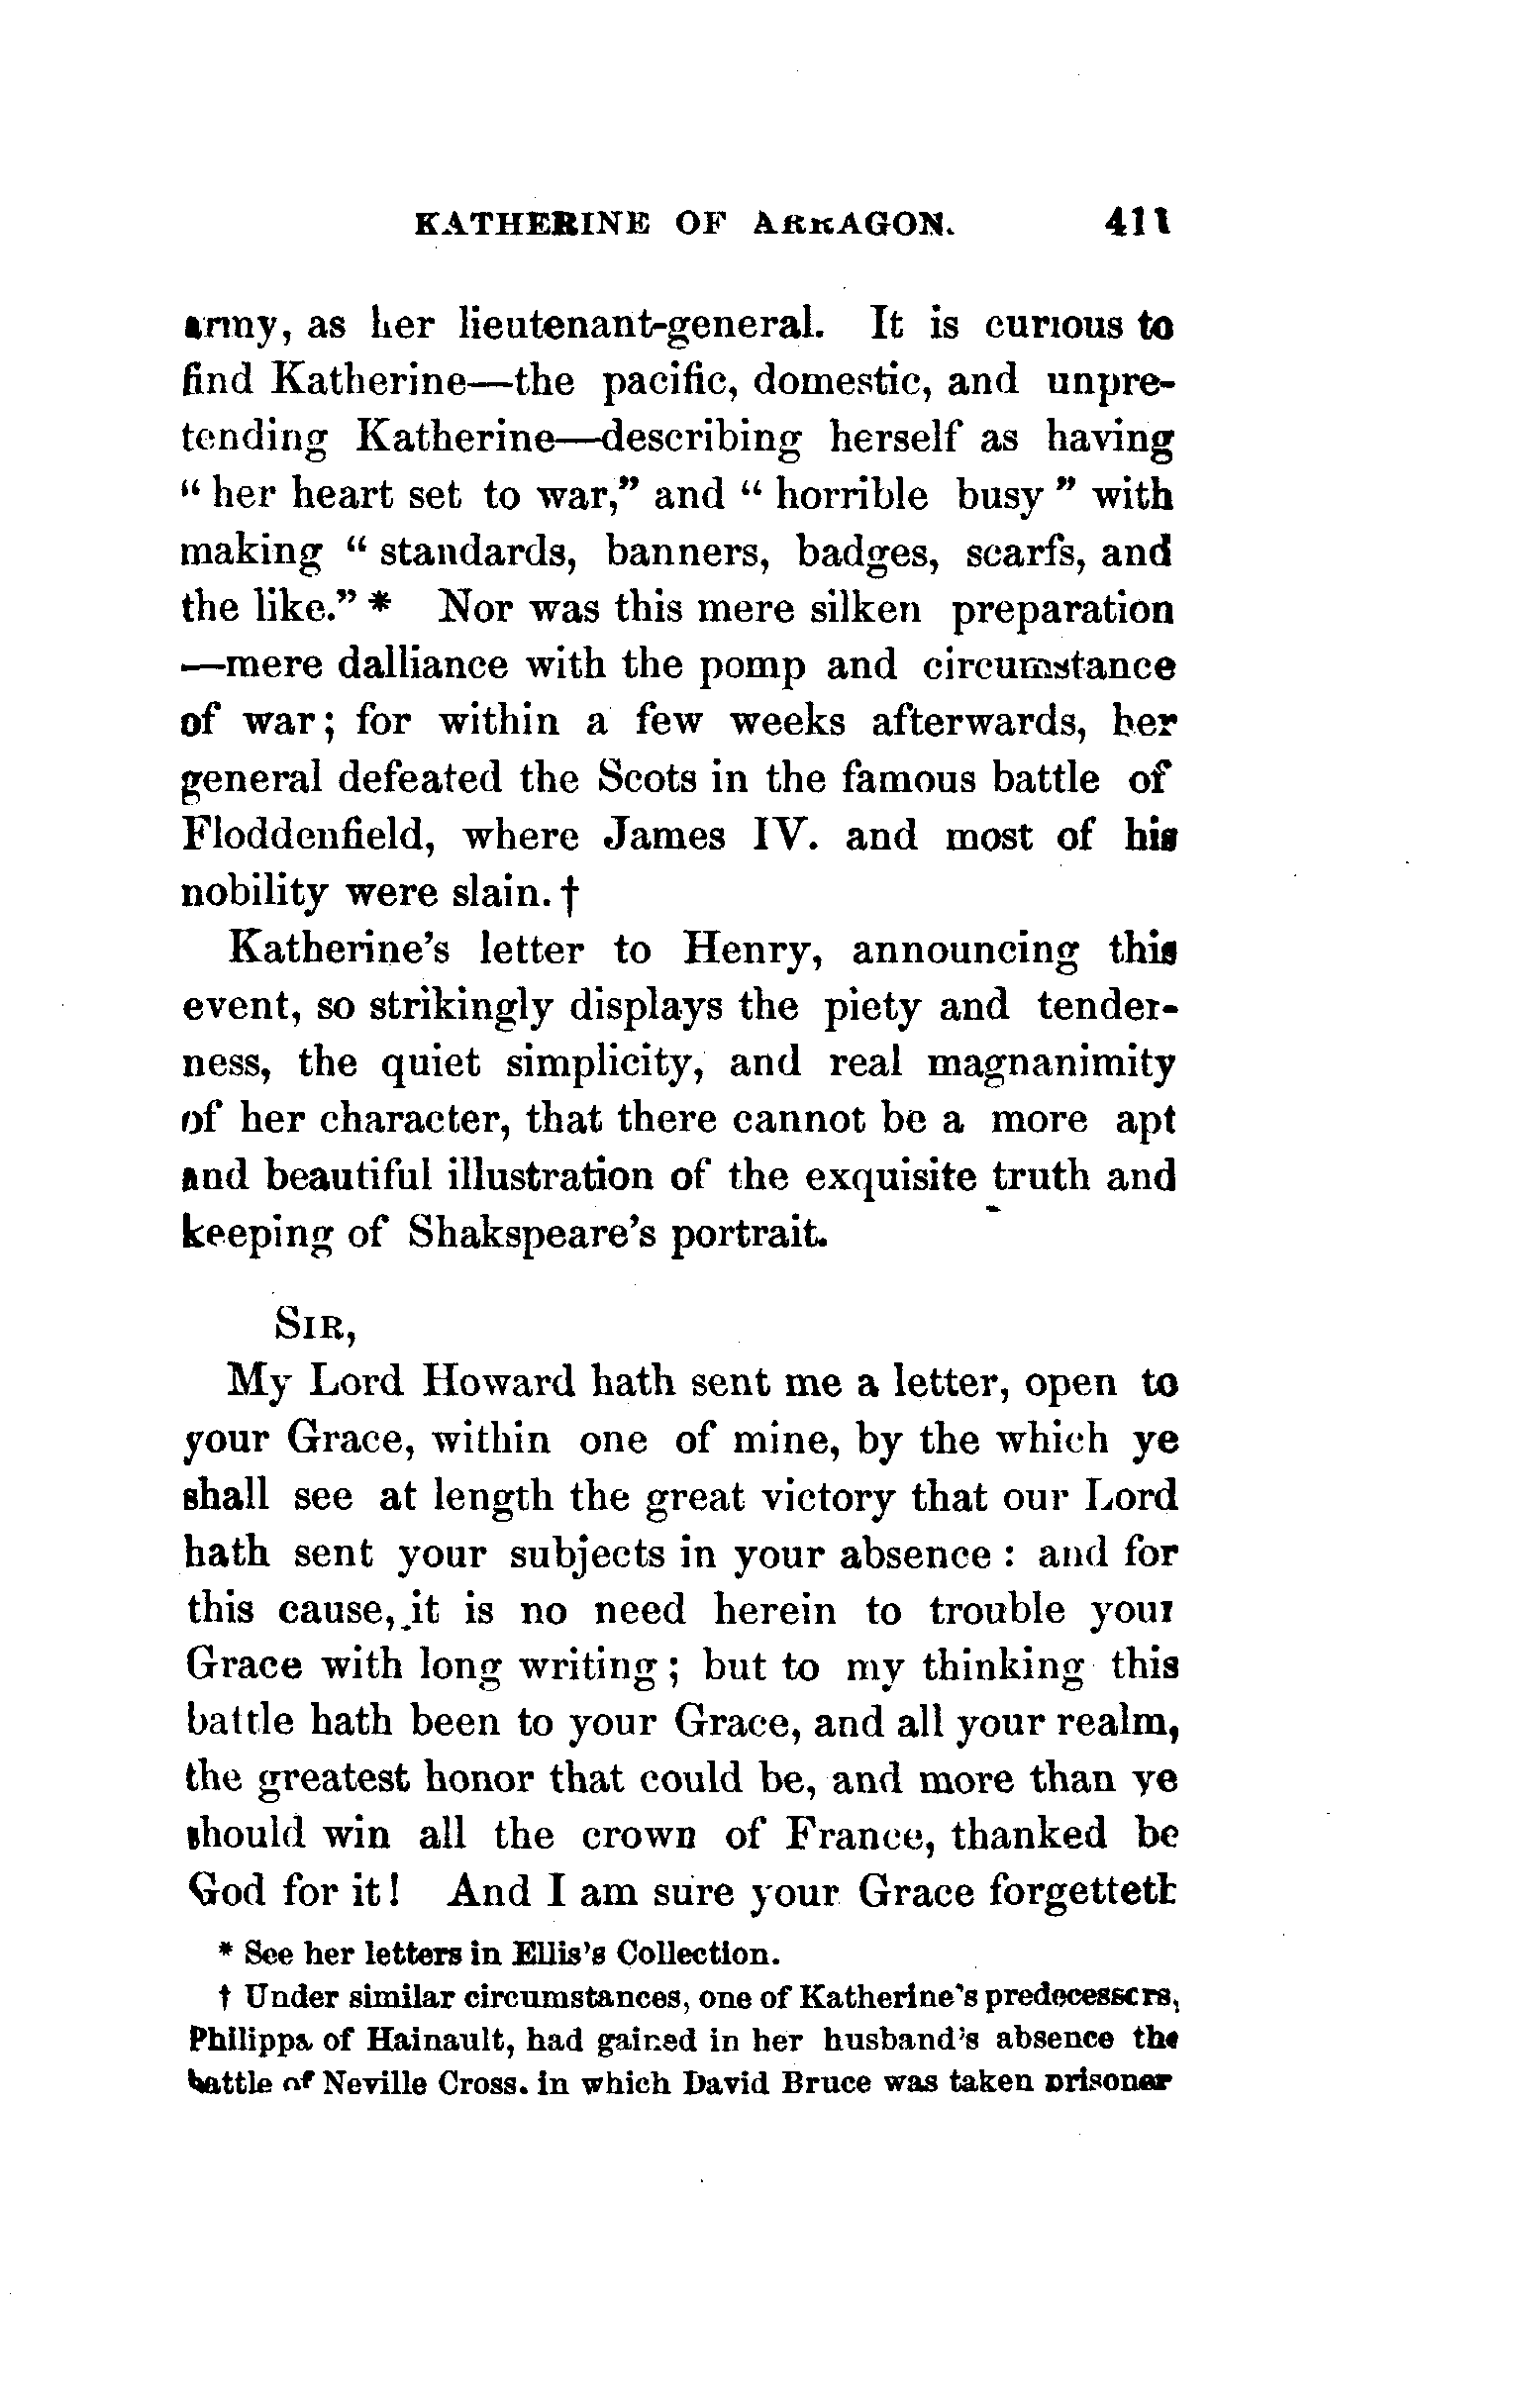 KATHERINE OF ARRAGON. 411
army, as her lieutenant-general. It is curious to
find Katherine—the pacific, domestic, and unpre-
tending Katherine—describing herself as having
“ her heart set to war,” and “ horrible busy ” with
making “ standards, banners, badges, scarfs, and
the like.” * Nor was this mere silken preparation
—mere dalliance with the pomp and circumstance
of war; for within a few weeks afterwards, her
general defeated the Scots in the famous battle of
Floddenfield, where James IV. and most of his
nobility were slain. †
Katherine’s letter to Henry, announcing this
event, so strikingly displays the piety and tender-
ness, the quiet simplicity, and real magnanimity
of her character, that there cannot be a more apt
and beautiful illustration of the exquisite truth and
keeping of Shakspeare’s portrait.
SIR,
My Lord Howard hath sent me a letter, open to
your Grace, within one of mine, by the which ye
shall see at length the great victory that our Lord
hath sent your subjects in your absence : and for
this cause, it is no need herein to trouble your
Grace with long writing ; but to my thinking this
battle hath been to your Grace, and all your realm,
the greatest honor that could be, and more than ye
should win all the crown of France, thanked be
God for it! And I am sure your Grace forgetteth
* See her letters in Ellis’s Collection.
† Under similar circumstances, one of Katherine’s predecessors,
Philippa of Hainault, had gained in her husband’s absence the
battle of Neville Cross. in which David Bruce was taken prisoner